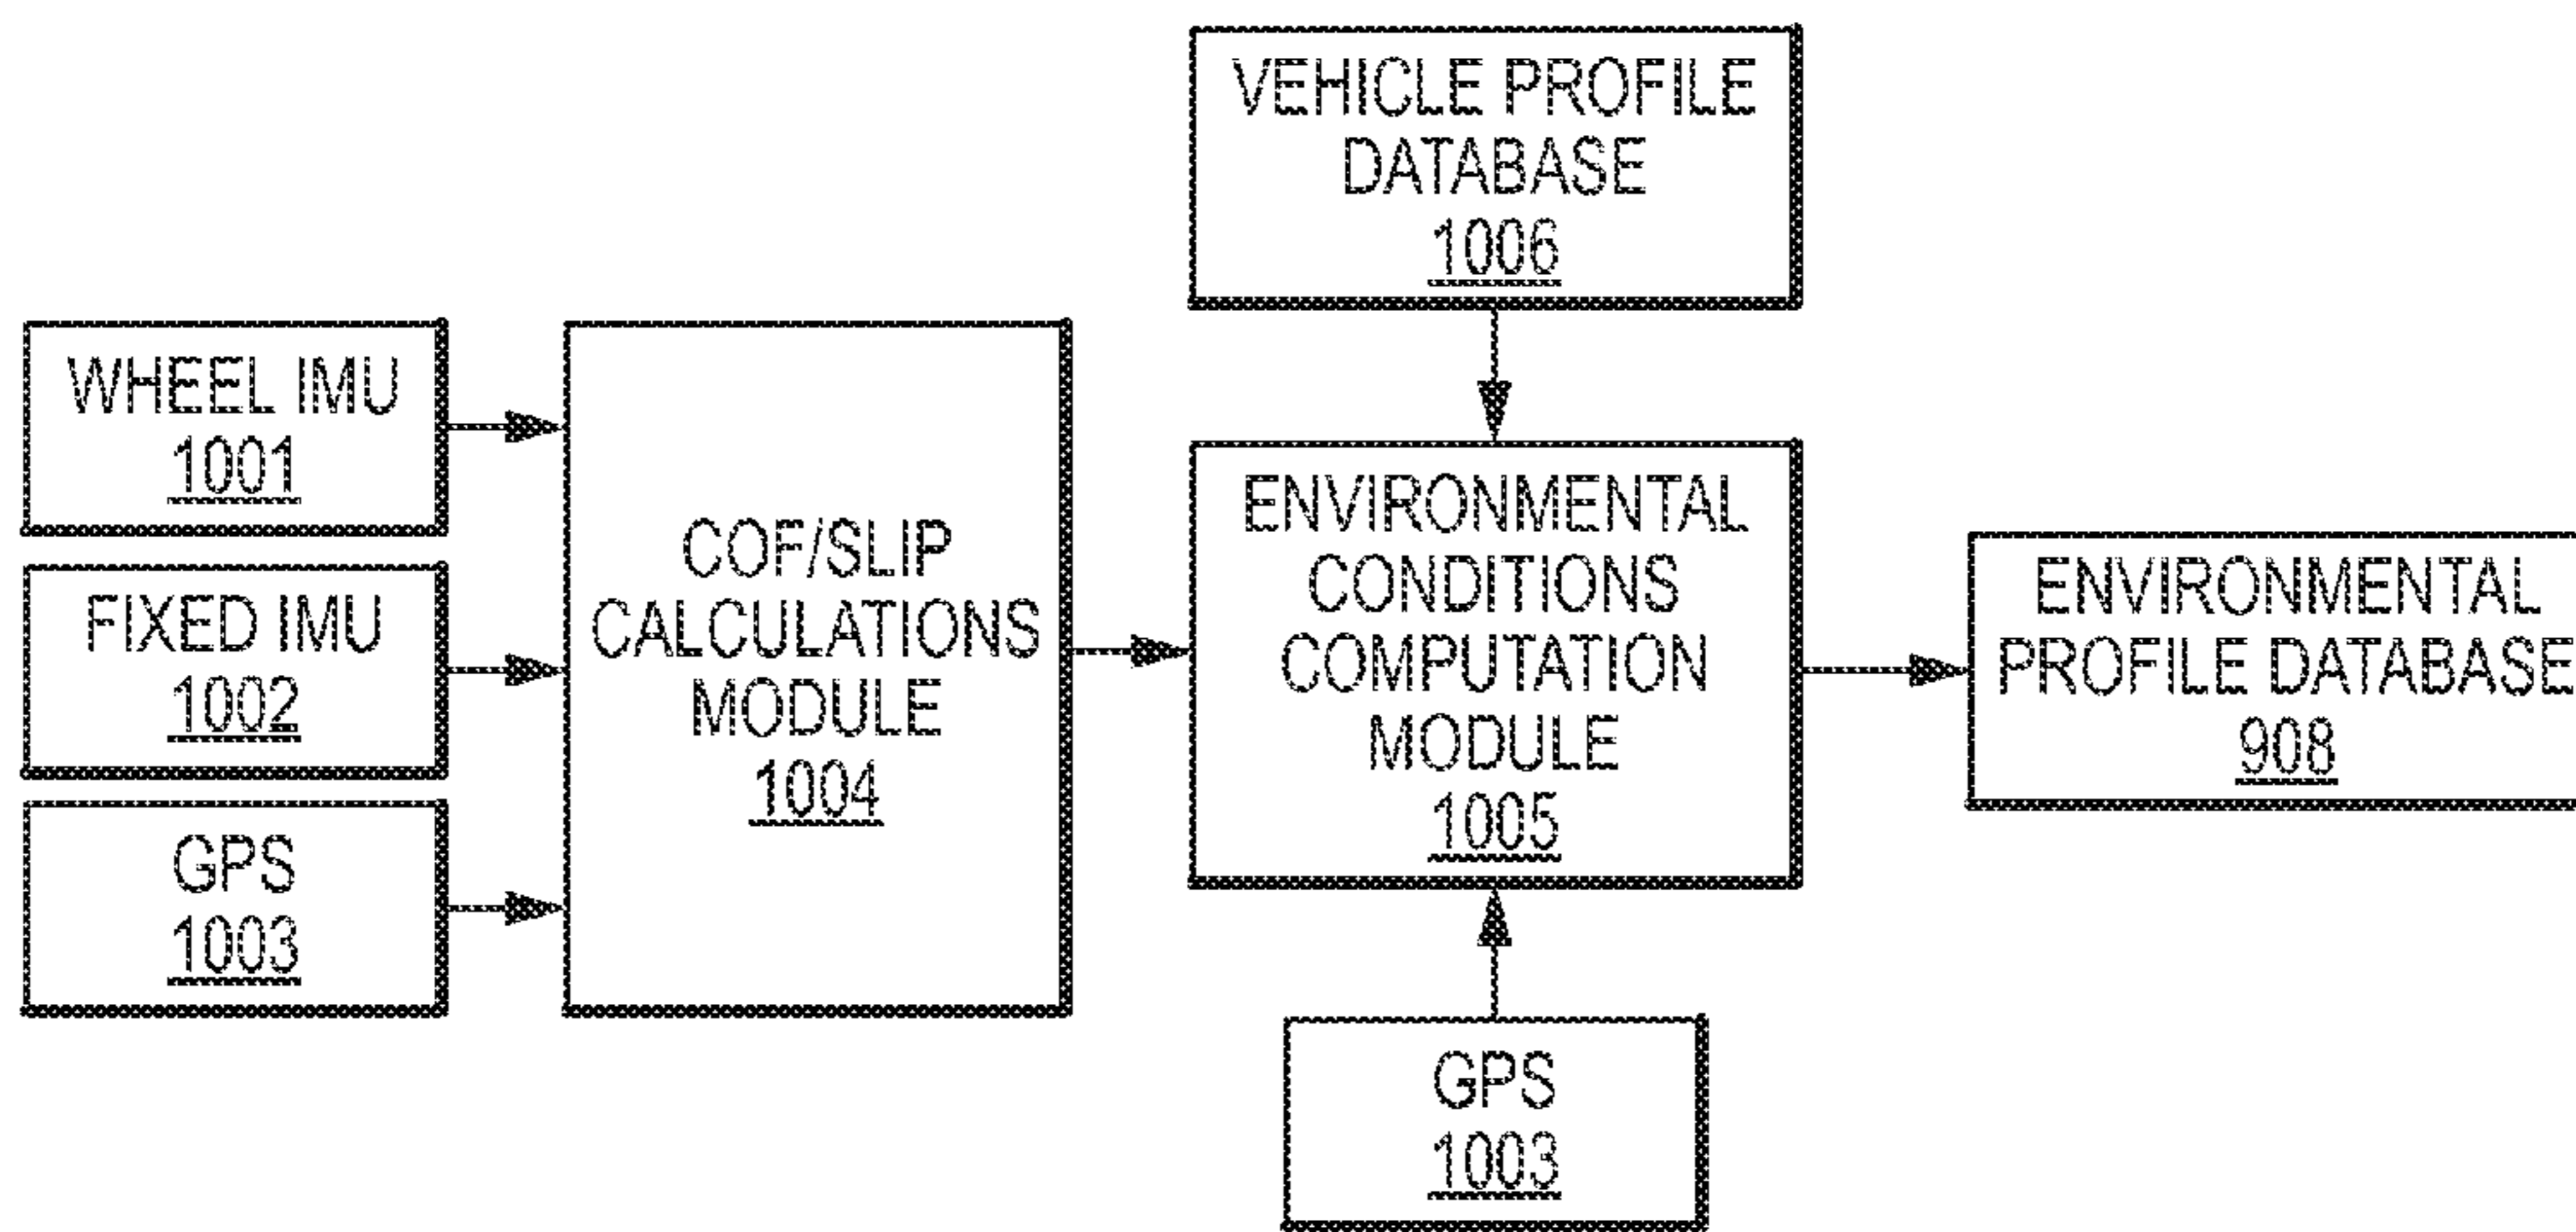 WHEEL IMU
1001
FIXED IMU
1002
GPS
1003
COF/SLIP
CALCULATIONS
MODULE
1004
VEHICLE PROFILE
DATABASE
1006
ENVIRONMENTAL
CONDITIONS
COMPUTATION
MODULE
1005
GPS
1003
ENVIRONMENTAL
PROFILE DATABASE
908